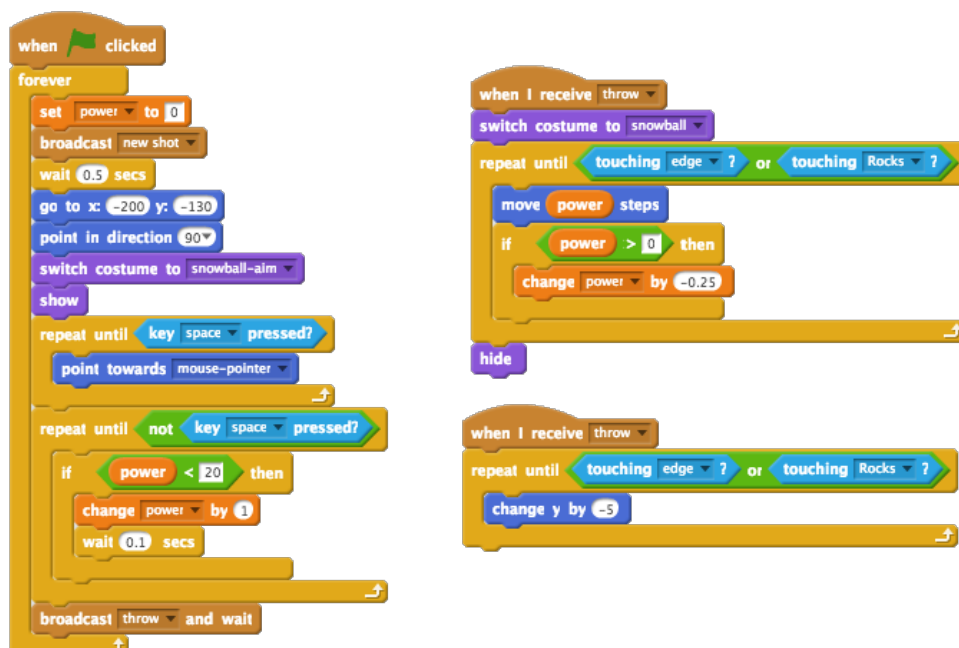 when clicked
forever
set power to 0
broadcast new shot
wait 0.5 secs
go to x: -200 y: -130
point in direction 90
switch costume to snowball-aim
show
repeat until key space pressed?
point towards mouse-pointer
repeat until not key space pressed?
if power < 20 then
change power by 1
wait 0.1 secs
broadcast throw and wait
when I receive throw
switch costume to snowball
repeat until touching edge ? or touching Rocks ?
move power steps
if power > 0 then
change power by -0.25
hide
when I receive throw
repeat until touching edge ? or touching Rocks ?
change y by -5